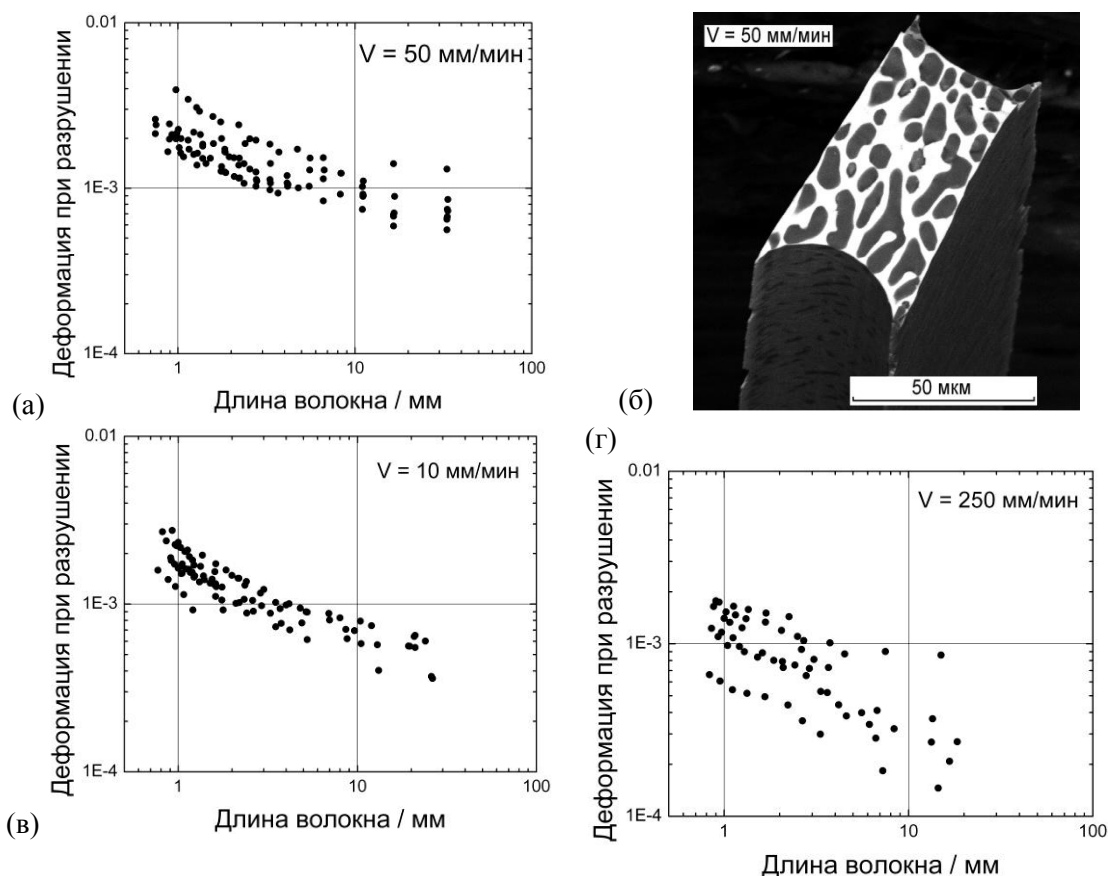 0.01
V = 50 мм/мин
Деформация при разрушении
1E-3
1E-4
1
10
100
Длина волокна / мм
(а)
V = 50 мм/мин
50 мкм
(б)
0.01
V = 10 мм/мин
Деформация при разрушении
1E-3
1E-4
1
10
100
Длина волокна / мм
(в)
(г)
0.01
V = 250 мм/мин
Деформация при разрушении
1E-3
1E-4
1
10
100
Длина волокна / мм